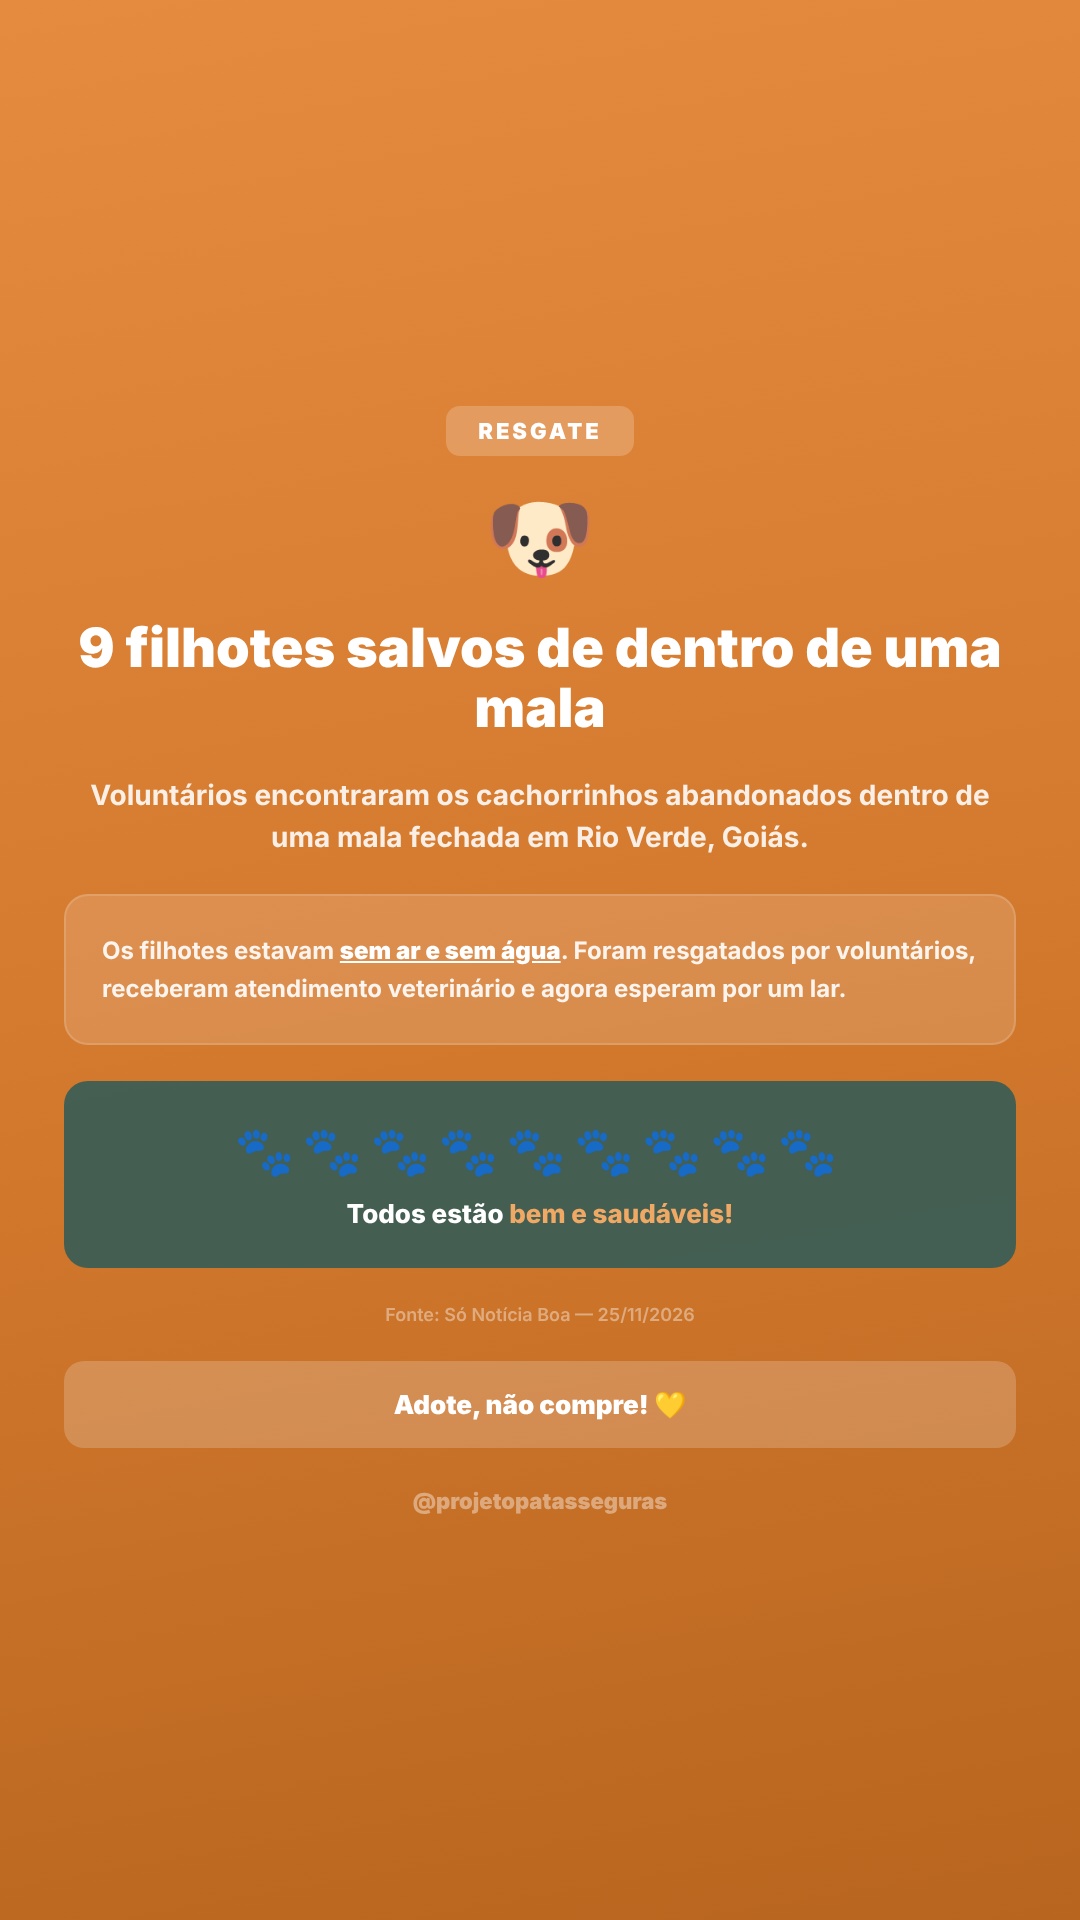 RESGATE
9 filhotes salvos de dentro de uma
mala
Voluntários encontraram os cachorrinhos abandonados dentro de
uma mala fechada em Rio Verde, Goiás.
Os filhotes estavam sem ar e sem água. Foram resgatados por voluntários,
receberam atendimento veterinário e agora esperam por um lar.
Todos estão bem e saudáveis!
Fonte: Só Notícia Boa — 25/11/2026
Adote, não compre! 💛
@projetopatasseguras